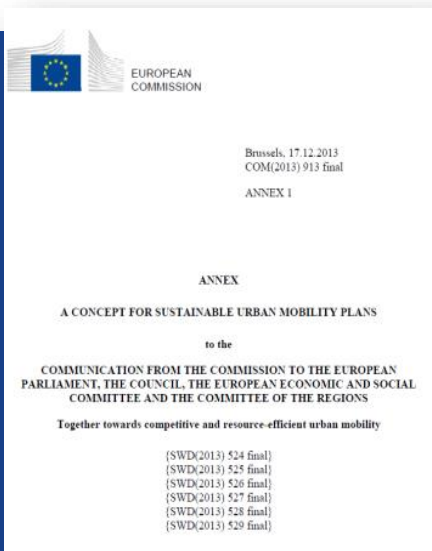 EUROPEAN
COMMISSION
Brussels, 17.12.2013
COM(2013) 913 final
ANNEX 1
ANNEX
A CONCEPT FOR SUSTAINABLE URBAN MOBILITY PLANS
to the
COMMUNICATION FROM THE COMMISSION TO THE EUROPEAN
PARLIAMENT, THE COUNCIL, THE EUROPEAN ECONOMIC AND SOCIAL
COMMITTEE AND THE COMMITTEE OF THE REGIONS
Together towards competitive and resource-efficient urban mobility
{SWD(2013) 524 final}
{SWD(2013) 525 final}
{SWD(2013) 526 final}
{SWD(2013) 527 final}
{SWD(2013) 528 final}
{SWD(2013) 529 final}